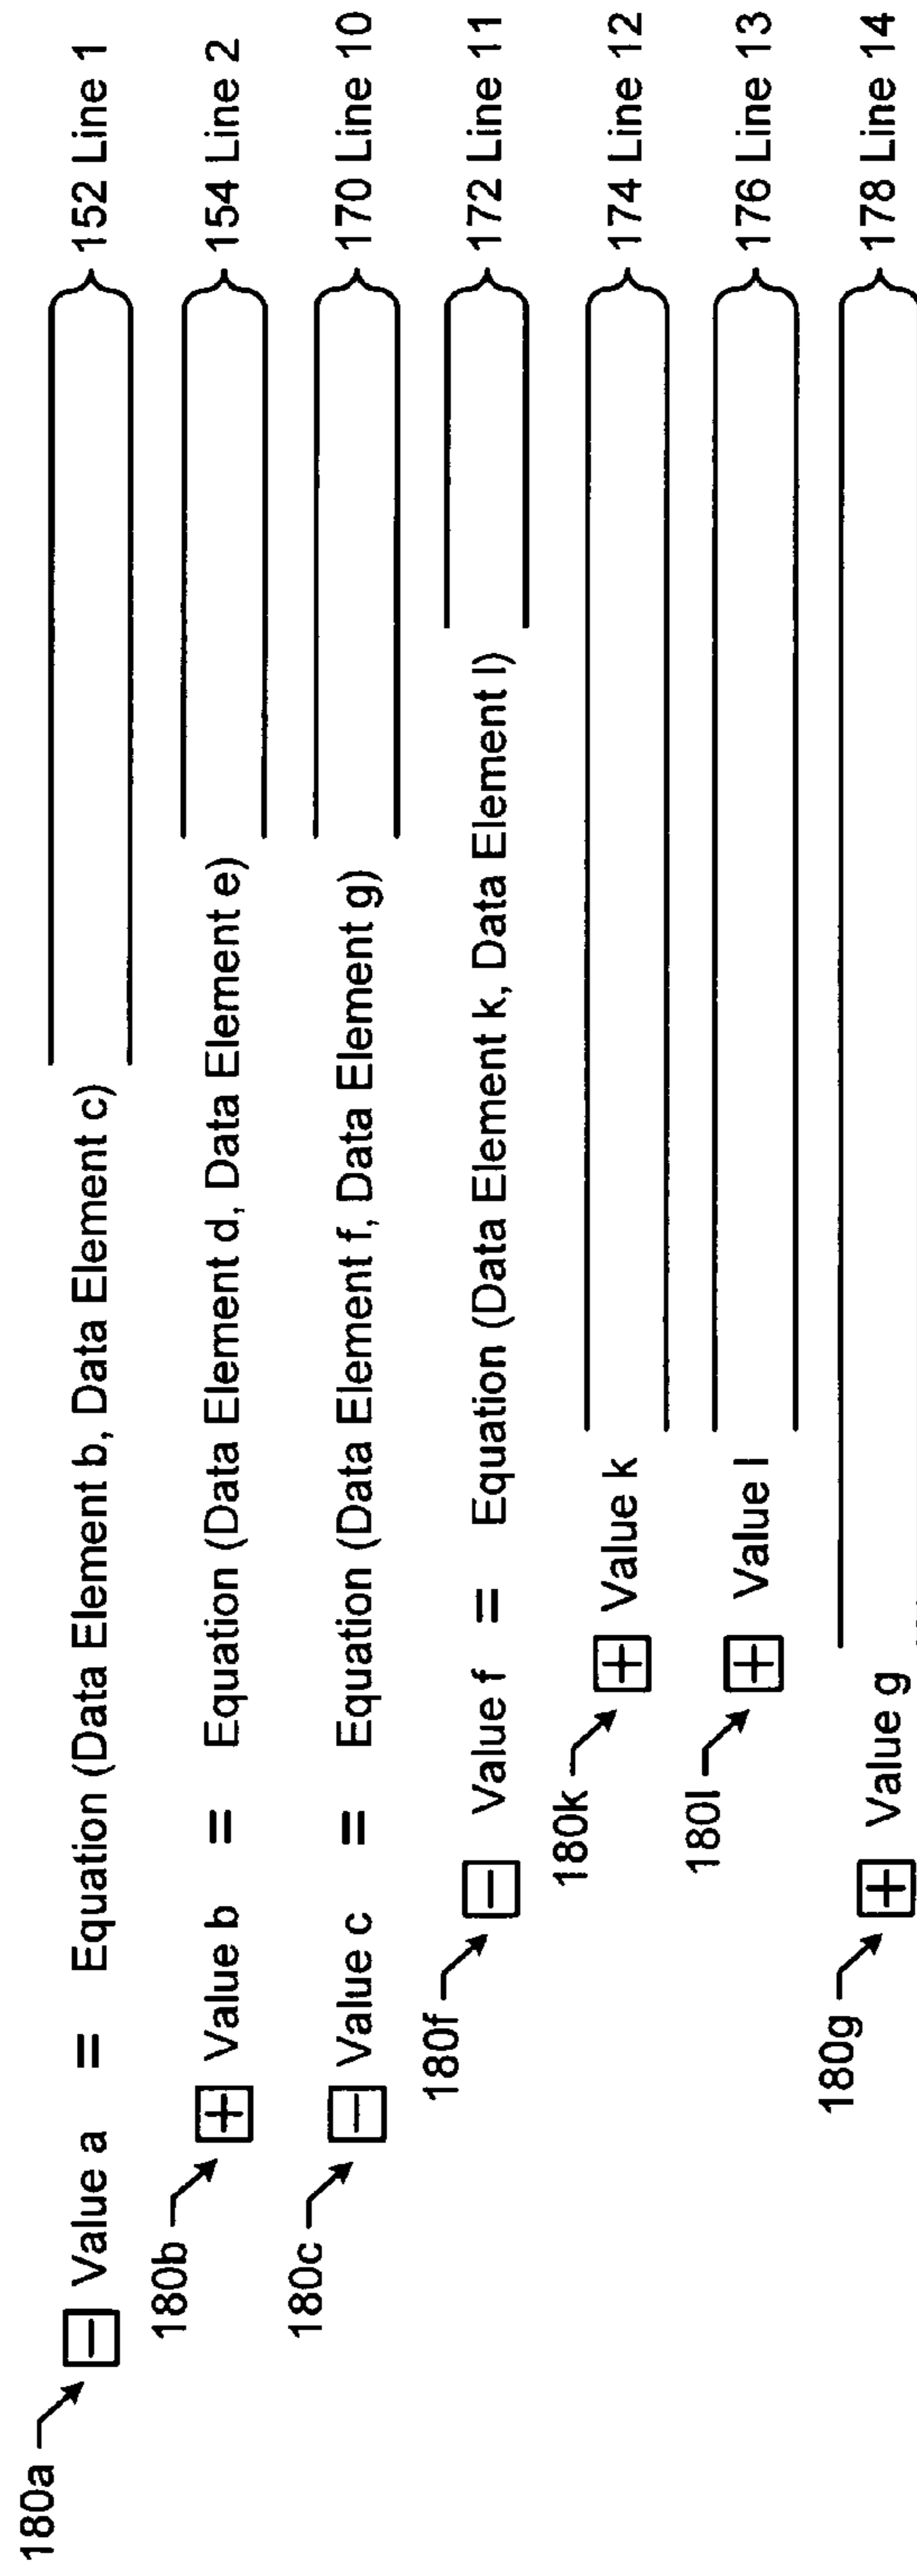 180a
− Value a = Equation (Data Element b, Data Element c) 152 Line 1
180b
+ Value b = Equation (Data Element d, Data Element e) 154 Line 2
180c
− Value c = Equation (Data Element f, Data Element g) 170 Line 10
180f
− Value f = Equation (Data Element k, Data Element l) 172 Line 11
180k
+ Value k 174 Line 12
180l
+ Value l 176 Line 13
180g
+ Value g 178 Line 14